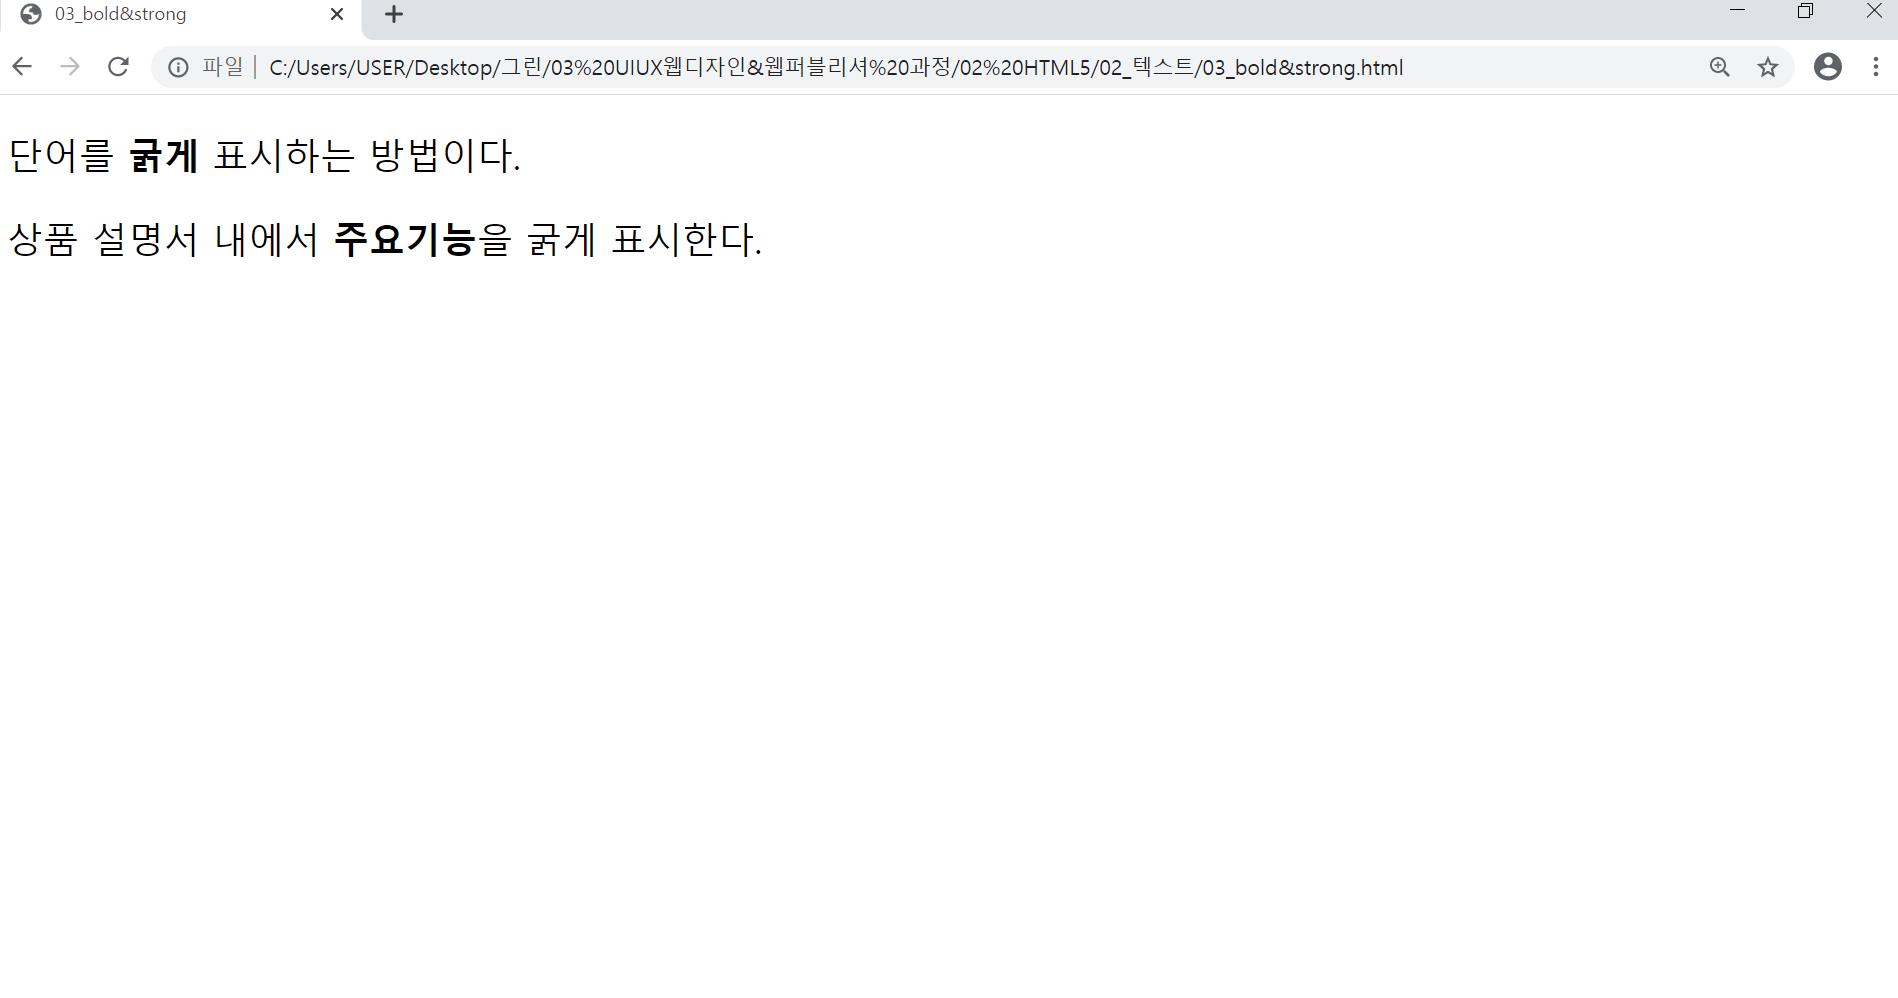 03_bold&strong
파일 | C:/Users/USER/Desktop/그린/03%20UIUX웹디자인&웹퍼블리셔%20과정/02%20HTML5/02_텍스트/03_bold&strong.html
단어를 굵게 표시하는 방법이다.
상품 설명서 내에서 주요기능을 굵게 표시한다.